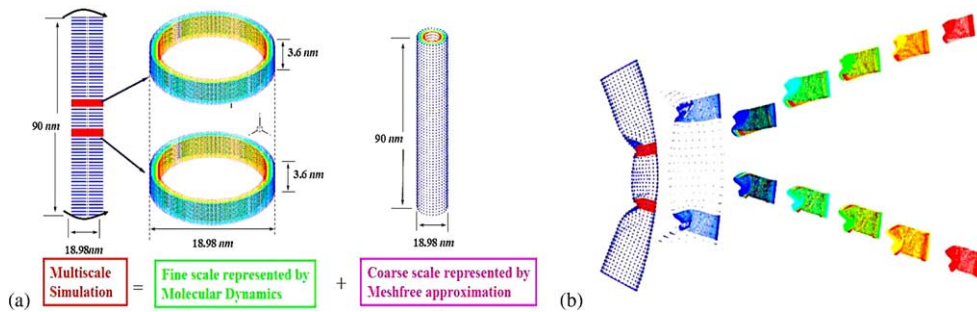 3.6 nm
90 nm
90 nm
3.6 nm
18.98nm
18.98 nm
18.98 nm
(a)
Multiscale
Simulation
=
Fine scale represented by
Molecular Dynamics
+
Coarse scale represented by
Meshfree approximation
(b)